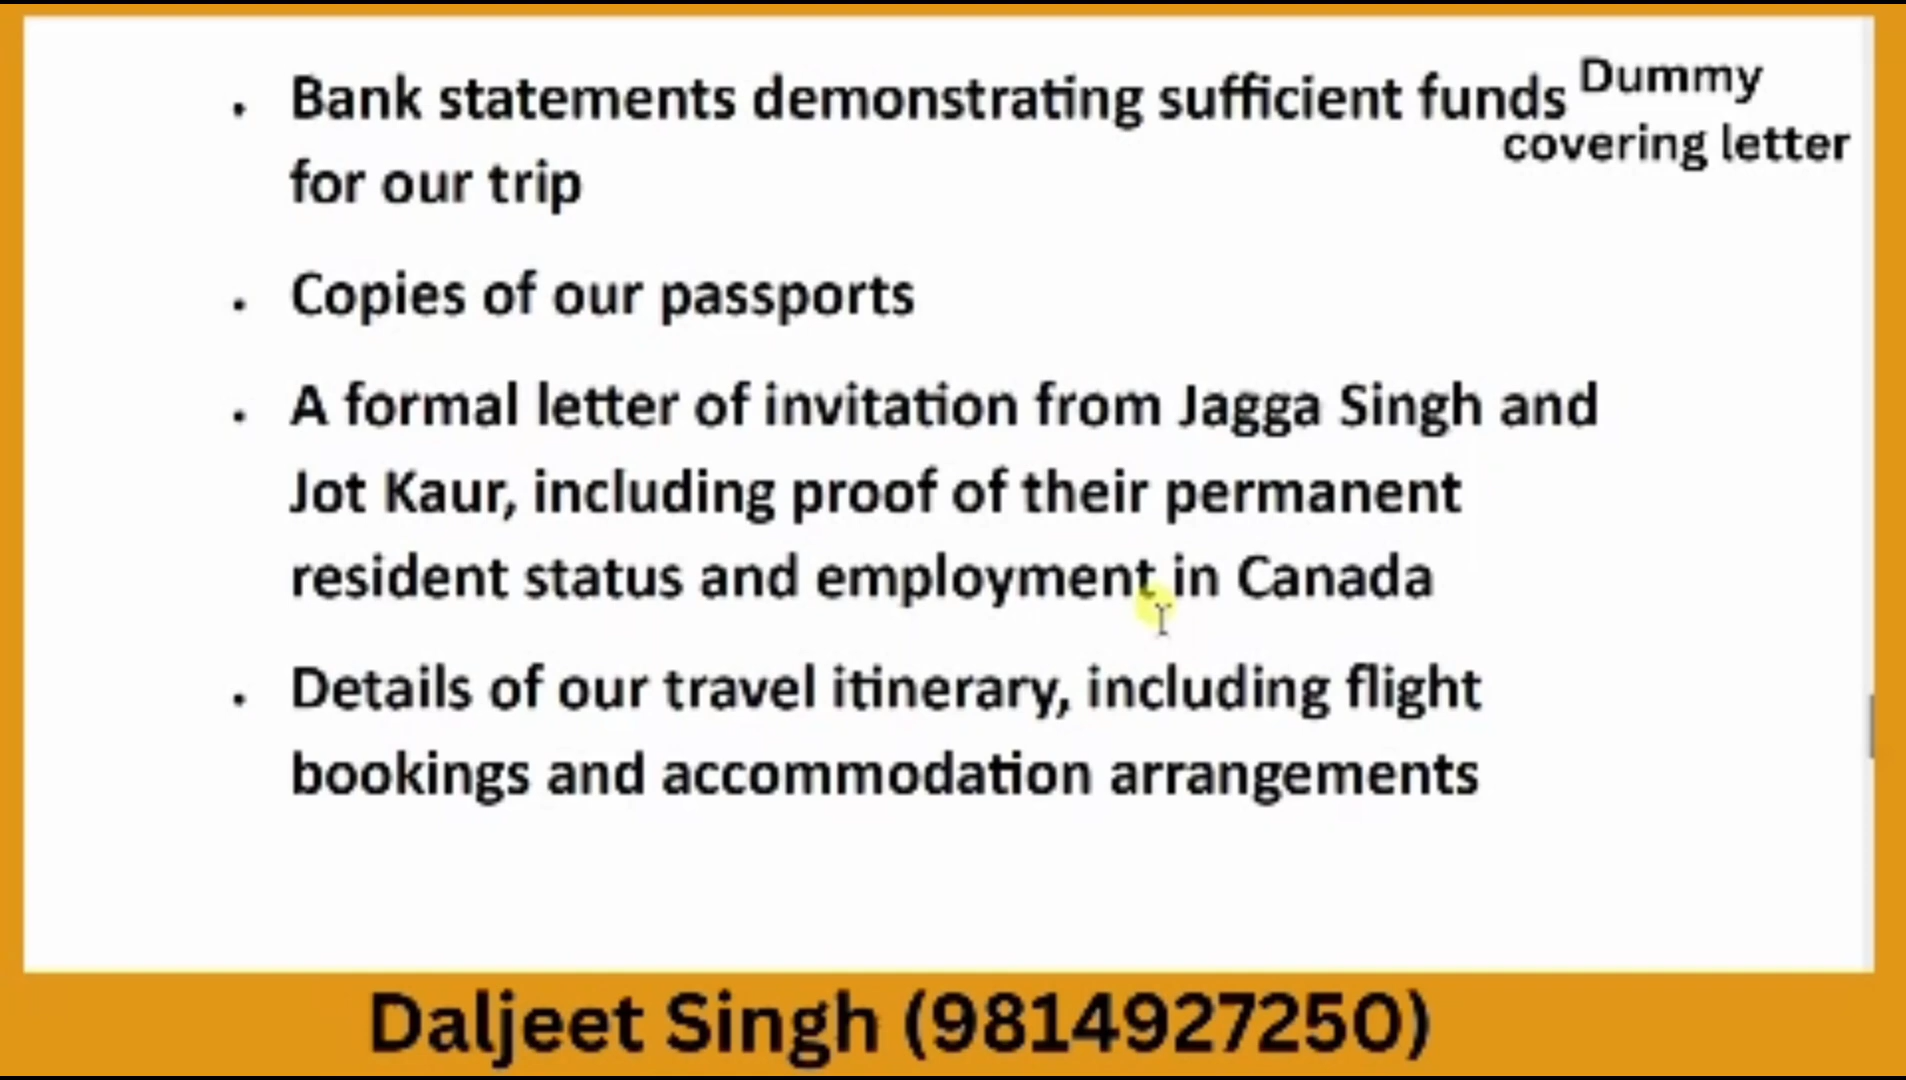 • Bank statements demonstrating sufficient funds
for our trip
Dummy
covering letter
• Copies of our passports
• A formal letter of invitation from Jagga Singh and
Jot Kaur, including proof of their permanent
resident status and employment in Canada
• Details of our travel itinerary, including flight
bookings and accommodation arrangements
Daljeet Singh (9814927250)